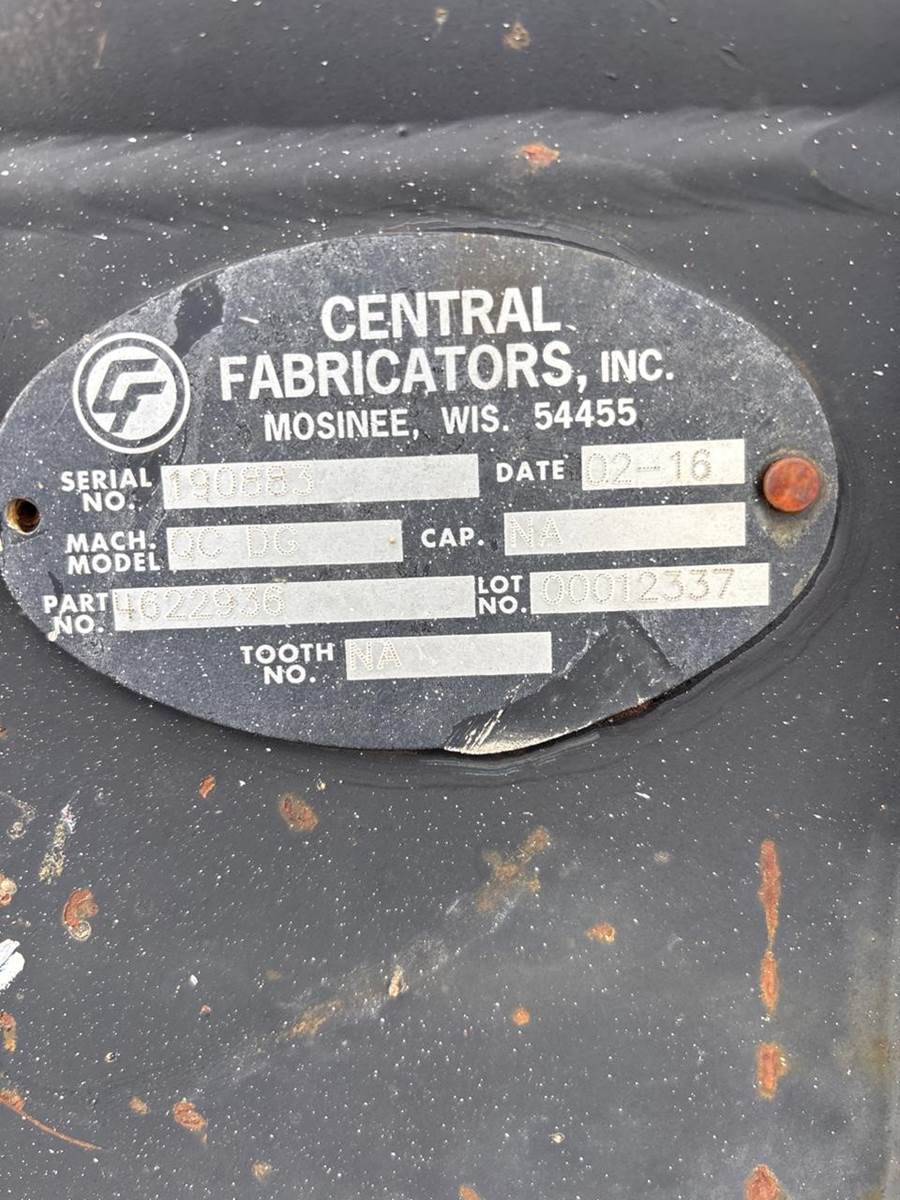 CENTRAL
FABRICATORS, INC.
MOSINEE, WIS. 54455
SERIAL NO. 190883 DATE 02-16
MACH. MODEL QC DG CAP. NA
PART NO. 4622936 LOT NO. 00012337
TOOTH NO. NA